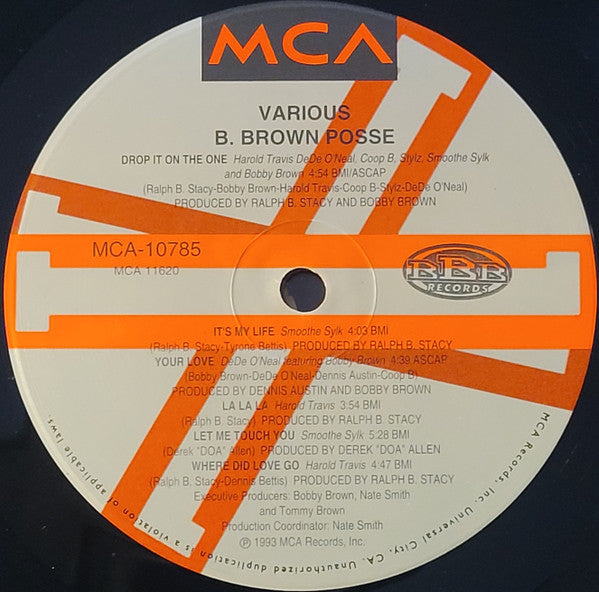 MCA
VARIOUS
B. BROWN POSSE
DROP IT ON THE ONE Harold Travis DeDe O'Neal, Coop B. Stylz, Smoothe Sylk
and Bobby Brown 4:54 BMI/ASCAP
(Ralph B. Stacy-Bobby Brown-Harold Travis-Coop B-Stylz-DeDe O'Neal)
PRODUCED BY RALPH B. STACY AND BOBBY BROWN
MCA-10785
MCA 11620
BBB
RECORDS
IT'S MY LIFE Smoothe Sylk 4:03 BMI
(Ralph B. Stacy-Tyrone Bettis) PRODUCED BY RALPH B. STACY
YOUR LOVE DeDe O'Neal featuring Bobby Brown 4:39 ASCAP
(Bobby Brown-DeDe O'Neal-Dennis Austin-Coop B)
PRODUCED BY DENNIS AUSTIN AND BOBBY BROWN
LA LA LA Harold Travis 3:54 BMI
(Ralph B. Stacy) PRODUCED BY RALPH B. STACY
LET ME TOUCH YOU Smoothe Sylk 5:28 BMI
(Derek "DOA" Allen) PRODUCED BY DEREK "DOA" ALLEN
WHERE DID LOVE GO Harold Travis 4:47 BMI
(Ralph B. Stacy-Dennis Bettis) PRODUCED BY RALPH B. STACY
Executive Producers: Bobby Brown, Nate Smith
and Tommy Brown
Production Coordinator: Nate Smith
℗ 1993 MCA Records, Inc.
MCA Records, Inc. Universal City, CA. Unauthorized duplication is a violation of applicable laws.